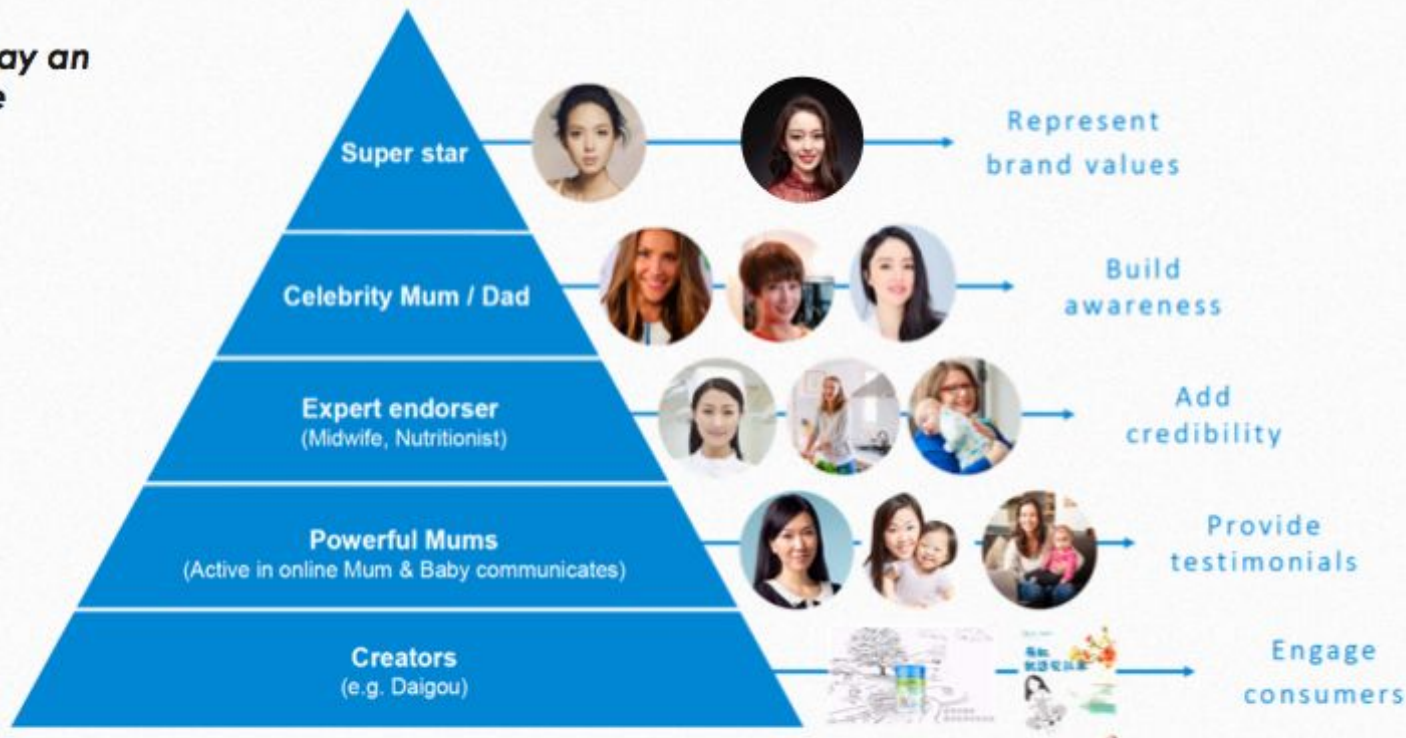 ay an
e
Super star
Represent
brand values
Celebrity Mum / Dad
Build
awareness
Expert endorser
(Midwife, Nutritionist)
Add
credibility
Powerful Mums
(Active in online Mum & Baby communicates)
Provide
testimonials
Creators
(e.g. Daigou)
Engage
consumers